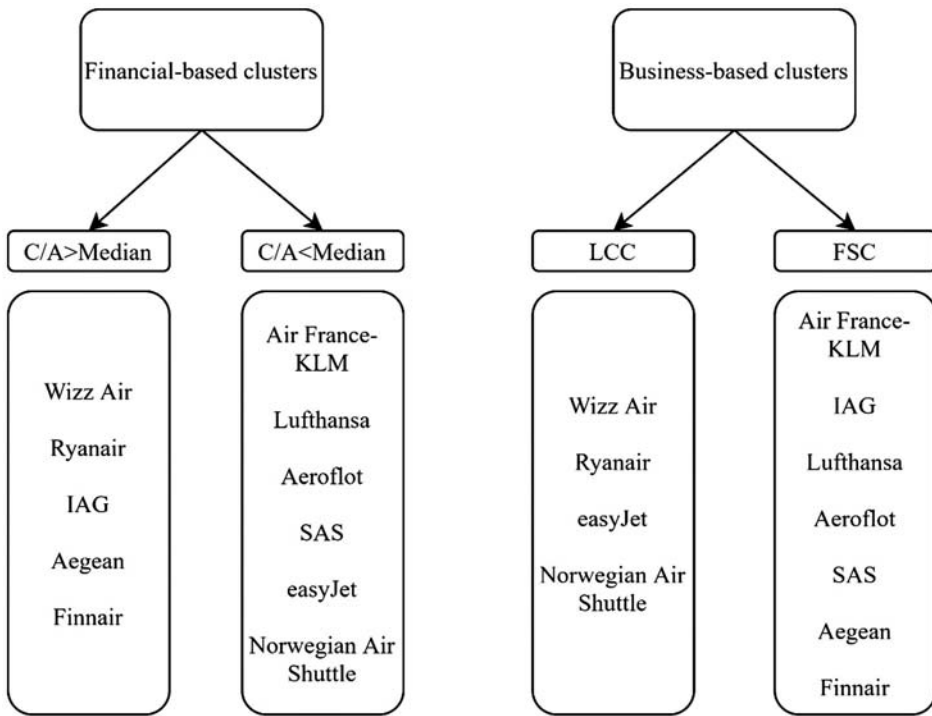 Financial-based clusters
Business-based clusters
C/A>Median
C/A<Median
LCC
FSC
Wizz Air
Ryanair
IAG
Aegean
Finnair
Air France-
KLM
Lufthansa
Aeroflot
SAS
easyJet
Norwegian Air
Shuttle
Wizz Air
Ryanair
easyJet
Norwegian Air
Shuttle
Air France-
KLM
IAG
Lufthansa
Aeroflot
SAS
Aegean
Finnair